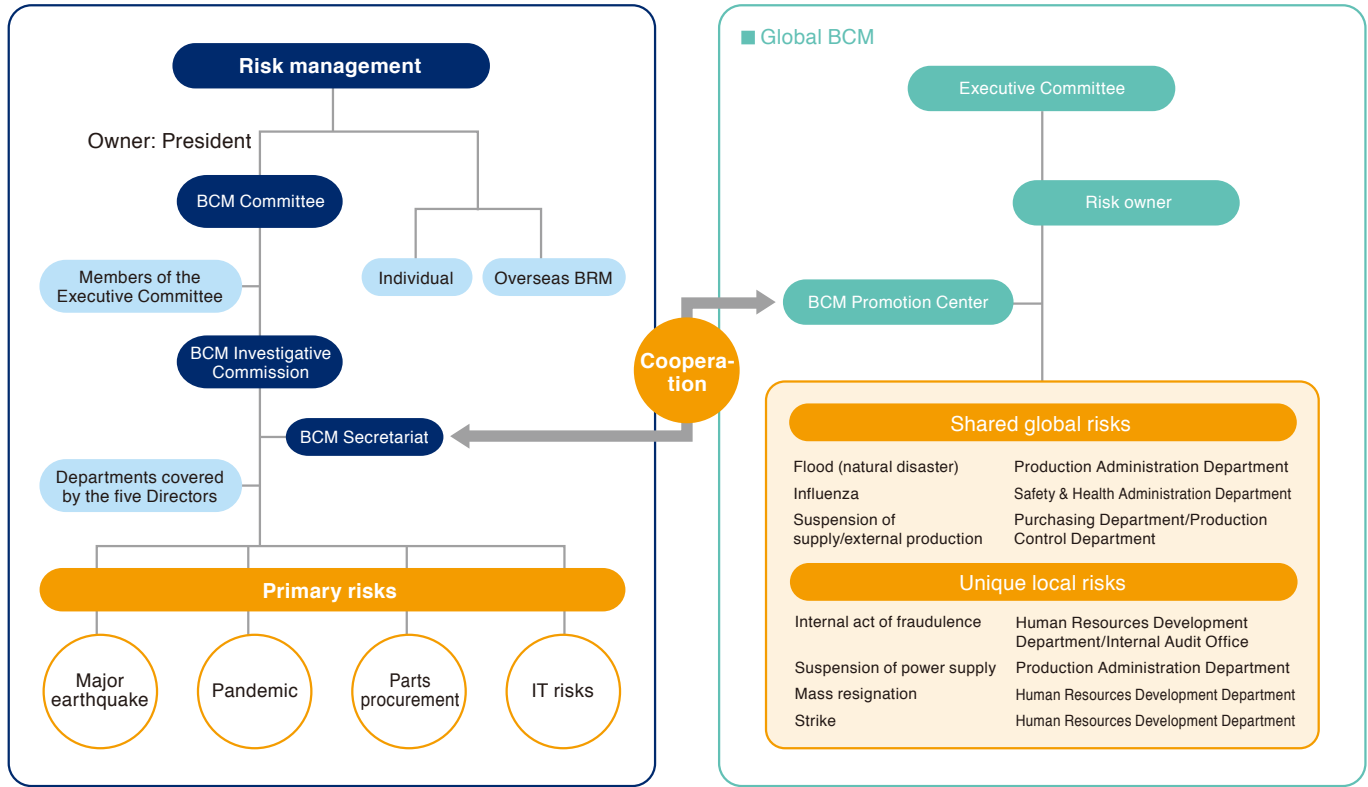 Risk management
Owner: President
BCM Committee
Members of the
Executive Committee
Individual
Overseas BRM
BCM Investigative
Commission
BCM Secretariat
Departments covered
by the five Directors
Primary risks
Major
earthquake
Pandemic
Parts
procurement
IT risks
Coopera-
tion
■ Global BCM
Executive Committee
Risk owner
BCM Promotion Center
Shared global risks
Flood (natural disaster)
Production Administration Department
Influenza
Safety & Health Administration Department
Suspension of
supply/external production
Purchasing Department/Production
Control Department
Unique local risks
Internal act of fraudulence
Human Resources Development
Department/Internal Audit Office
Suspension of power supply
Production Administration Department
Mass resignation
Human Resources Development Department
Strike
Human Resources Development Department